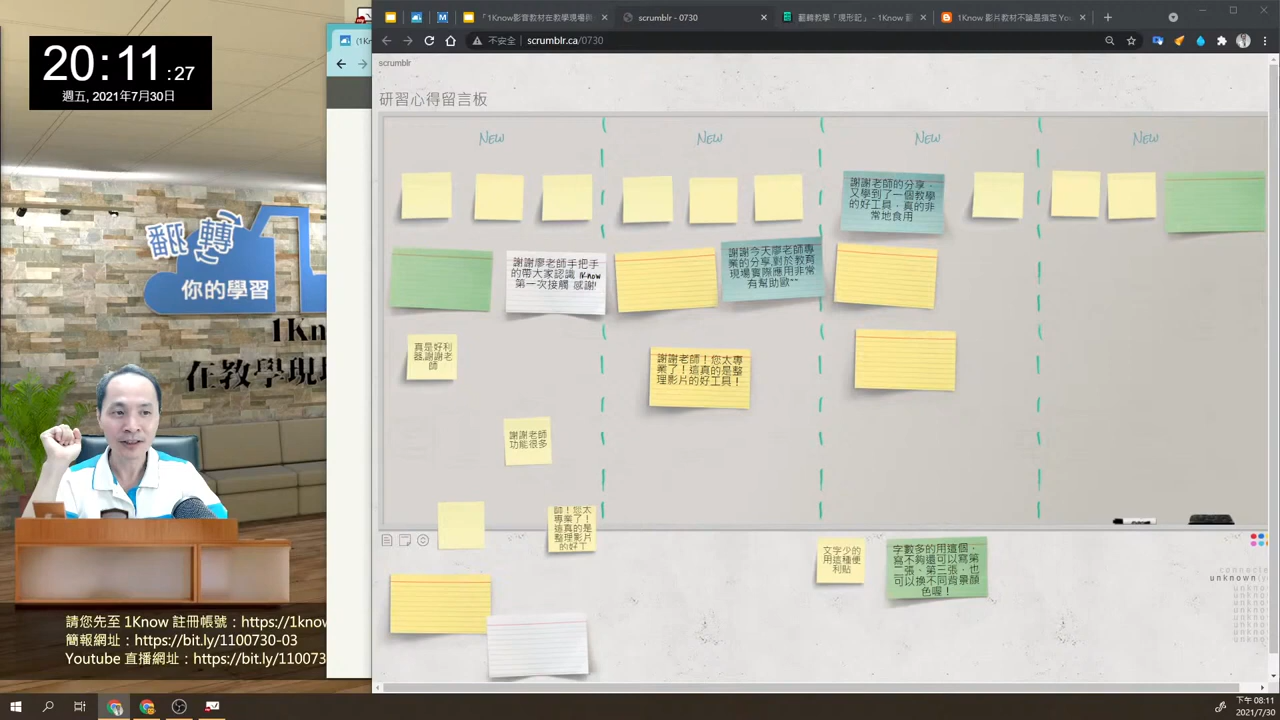 20:11:27
週五, 2021年7月30日
翻轉
你的學習
1Kn
在教學現場
請您先至 1Know 註冊帳號：https://1know
簡報網址：https://bit.ly/1100730-03
Youtube 直播網址：https://bit.ly/110073
(1Kn
「1Know影音教材在教學現場與
scrumblr - 0730
1Know 影片教材不論是指定 You
不安全
scrumblr.ca/0730
scrumblr
研習心得留言板
New
New
New
New
謝謝老師的分享，
又學到了一個教學
的好工具，真的非
常地食用
謝謝廖老師手把手
的帶大家認識 1know
第一次接觸 感謝!
謝謝今天廖老師專
業的分享,對於教育
現場實際應用非常
有幫助歐~~
真是好利
器,謝謝老
師
謝謝老師！您太專
業了！這真的是整
理影片的好工具！
謝謝老師
功能很多
師！您太
專業了！
這真的是
整理影片
的好工
文字少的
用這種便
利貼
字數多的用這個，
寫不夠還可以寫第
二張、第三張，也
可以換不同背景顏
色喔！
connecte
unknown(y
unkno
unkno
unkno
unkno
unkno
unkno
下午 08:11
2021/7/30